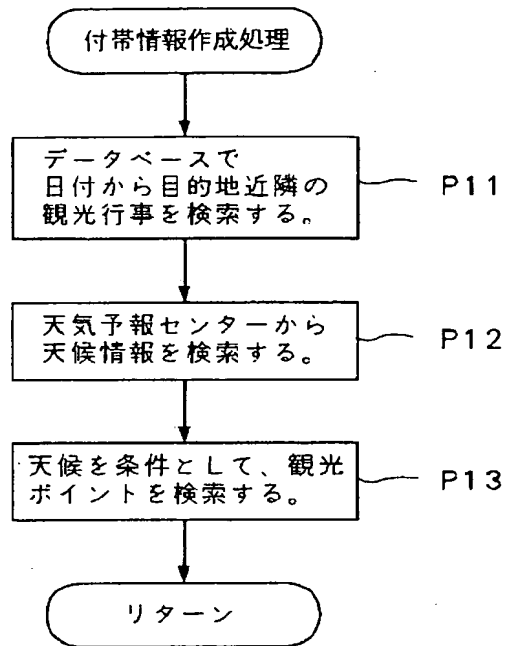 付帯情報作成処理
データベースで
日付から目的地近隣の
観光行事を検索する。
P11
天気予報センターから
天候情報を検索する。
P12
天候を条件として、観光
ポイントを検索する。
P13
リターン